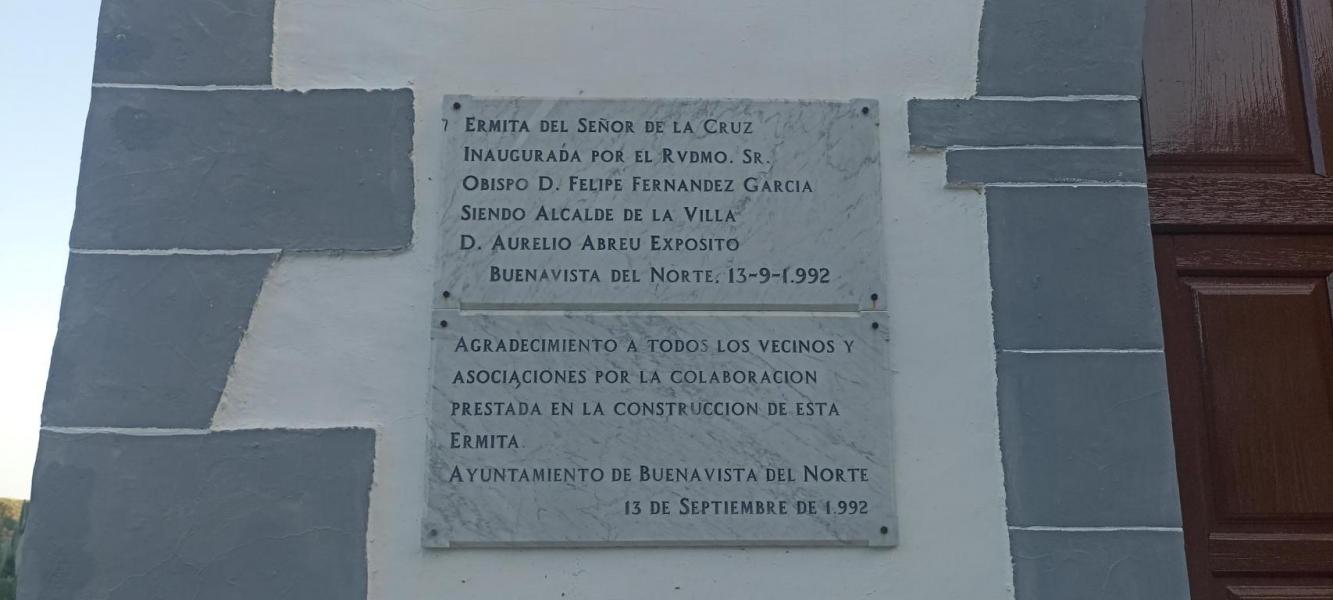 Ermita del Señor de la Cruz
Inaugurada por el Rvdmo. Sr.
Obispo D. Felipe Fernandez Garcia
Siendo Alcalde de la Villa
D. Aurelio Abreu Exposito
Buenavista del Norte, 13-9-1.992
Agradecimiento a todos los vecinos y
asociaciones por la colaboracion
prestada en la construccion de esta
Ermita
Ayuntamiento de Buenavista del Norte
13 de Septiembre de 1.992